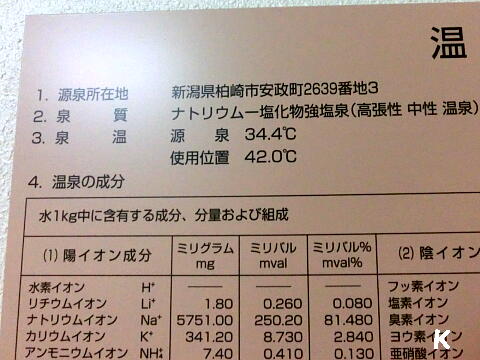 温
1. 源泉所在地 新潟県柏崎市安政町2639番地3
2. 泉 質 ナトリウムー塩化物強塩泉(高張性 中性 温泉)
3. 泉 温 源 泉 34.4℃
使用位置 42.0℃
4. 温泉の成分
水1kg中に含有する成分、分量および組成
(1) 陽イオン成分 ミリグラム mg ミリバル mval ミリバル% mval% (2) 陰イオン
水素イオン H⁺ — — — フッ素イオン
リチウムイオン Li⁺ 1.80 0.260 0.080 塩素イオン
ナトリウムイオン Na⁺ 5751.00 250.20 81.480 臭素イオン
カリウムイオン K⁺ 341.20 8.730 2.840 ヨウ素イオン
アンモニウムイオン NH₄⁺ 7.40 0.410 0.130 亜硝酸イオン
K